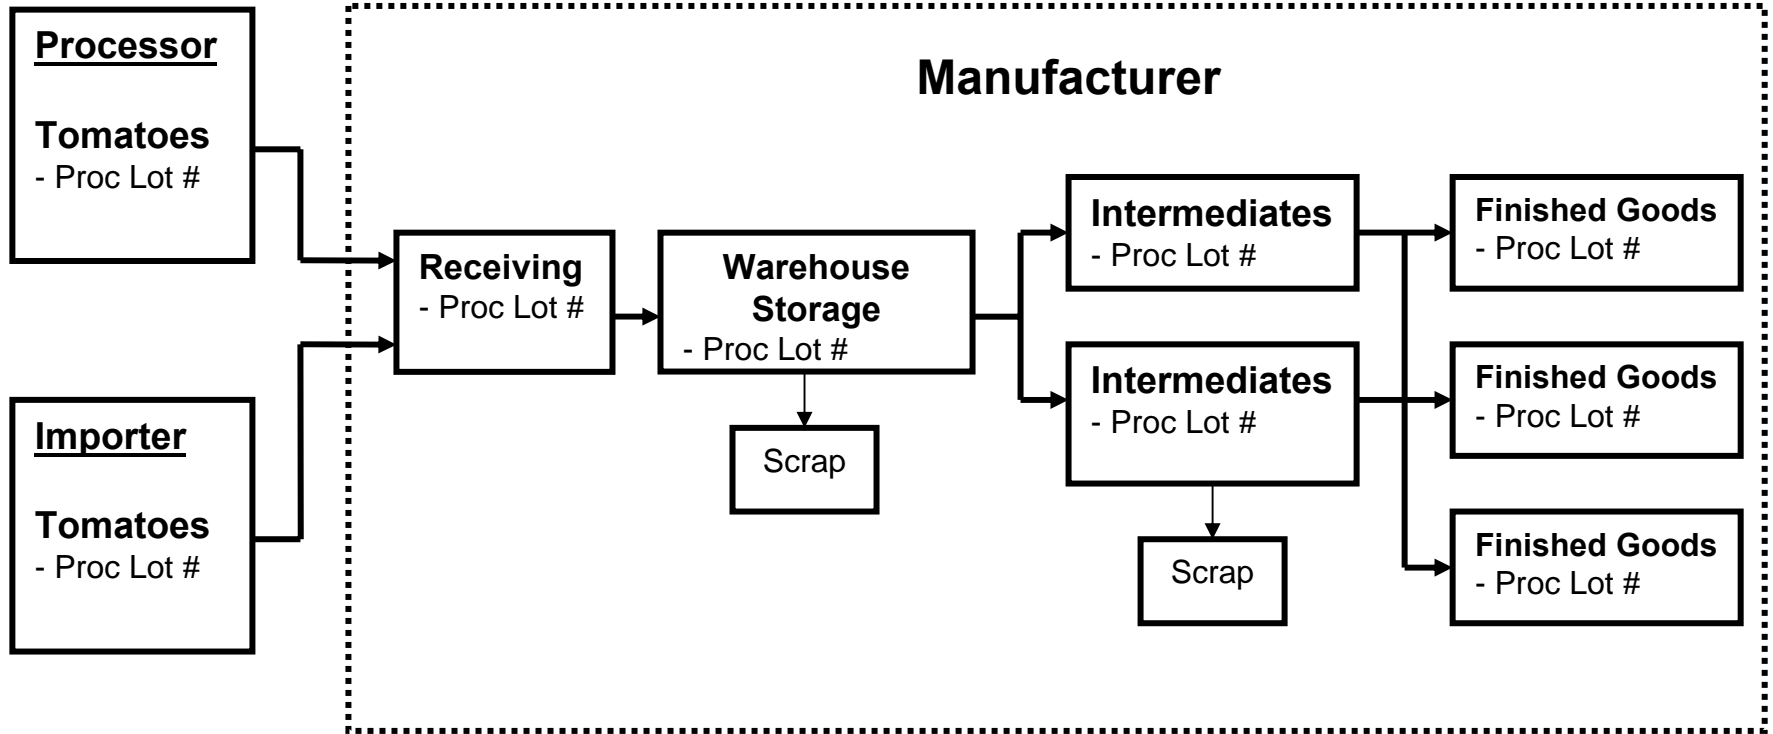 Processor
Tomatoes
- Proc Lot #
Importer
Tomatoes
- Proc Lot #
Manufacturer
Receiving
- Proc Lot #
Warehouse
Storage
- Proc Lot #
Scrap
Intermediates
- Proc Lot #
Intermediates
- Proc Lot #
Scrap
Finished Goods
- Proc Lot #
Finished Goods
- Proc Lot #
Finished Goods
- Proc Lot #